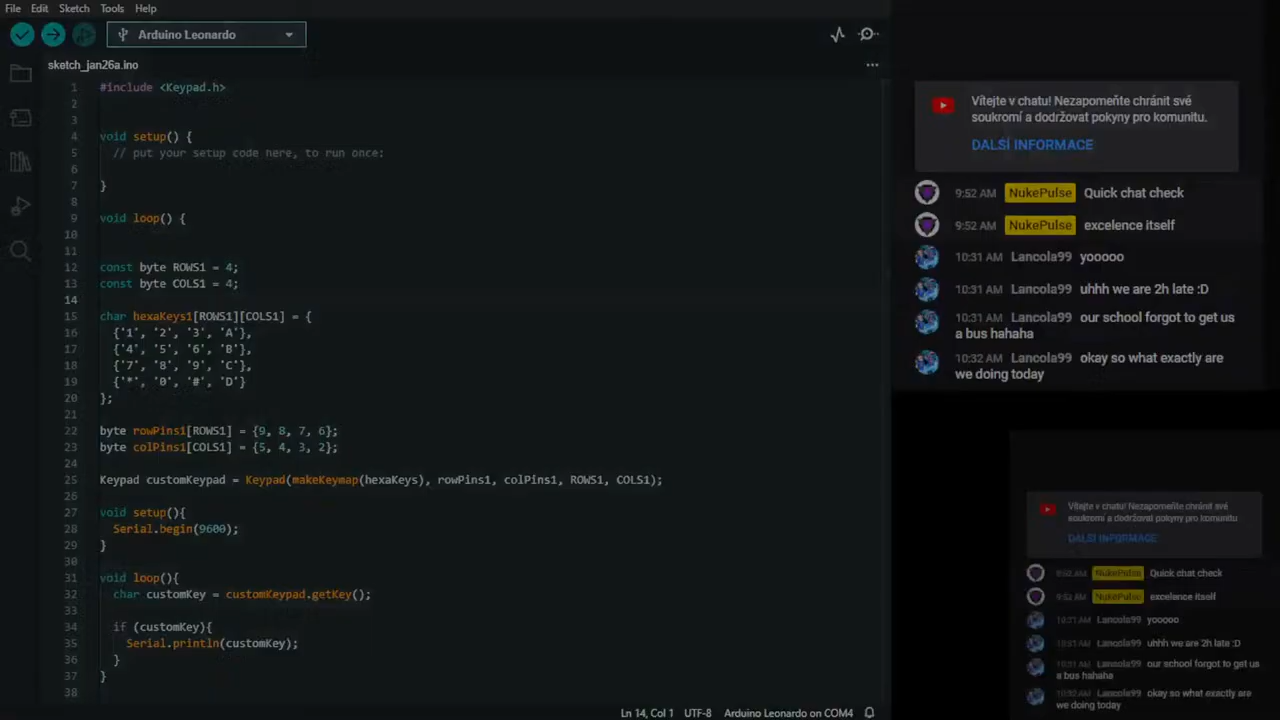 File Edit Sketch Tools Help
Arduino Leonardo
sketch_jan26a.ino
1 #include <Keypad.h>
2
3
4 void setup() {
5 // put your setup code here, to run once:
6
7 }
8
9 void loop() {
10
11
12 const byte ROWS1 = 4;
13 const byte COLS1 = 4;
14
15 char hexaKeys1[ROWS1][COLS1] = {
16 {'1', '2', '3', 'A'},
17 {'4', '5', '6', 'B'},
18 {'7', '8', '9', 'C'},
19 {'*', '0', '#', 'D'}
20 };
21
22 byte rowPins1[ROWS1] = {9, 8, 7, 6};
23 byte colPins1[COLS1] = {5, 4, 3, 2};
24
25 Keypad customKeypad = Keypad(makeKeymap(hexaKeys), rowPins1, colPins1, ROWS1, COLS1);
26
27 void setup(){
28 Serial.begin(9600);
29 }
30
31 void loop(){
32 char customKey = customKeypad.getKey();
33
34 if (customKey){
35 Serial.println(customKey);
36 }
37 }
38
Ln 14, Col 1 UTF-8 Arduino Leonardo on COM4
Vítejte v chatu! Nezapomeňte chránit své
soukromí a dodržovat pokyny pro komunitu.
DALŠÍ INFORMACE
9:52 AM NukePulse Quick chat check
9:52 AM NukePulse excelence itself
10:31 AM Lancola99 yooooo
10:31 AM Lancola99 uhhh we are 2h late :D
10:31 AM Lancola99 our school forgot to get us
a bus hahaha
10:32 AM Lancola99 okay so what exactly are
we doing today
Vítejte v chatu! Nezapomeňte chránit své
soukromí a dodržovat pokyny pro komunitu
DALŠÍ INFORMACE
9:52 AM NukePulse Quick chat check
9:52 AM NukePulse excelence itself
10:31 AM Lancola99 yooooo
10:31 AM Lancola99 uhhh we are 2h late :D
10:31 AM Lancola99 our school forgot to get us
a bus hahaha
10:32 AM Lancola99 okay so what exactly are
we doing today